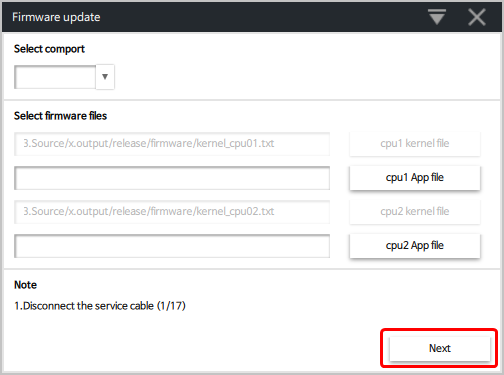 Firmware update
Select comport
Select firmware files
3.Source/x.output/release/firmware/kernel_cpu01.txt
cpu1 kernel file
cpu1 App file
3.Source/x.output/release/firmware/kernel_cpu02.txt
cpu2 kernel file
cpu2 App file
Note
1.Disconnect the service cable (1/17)
Next